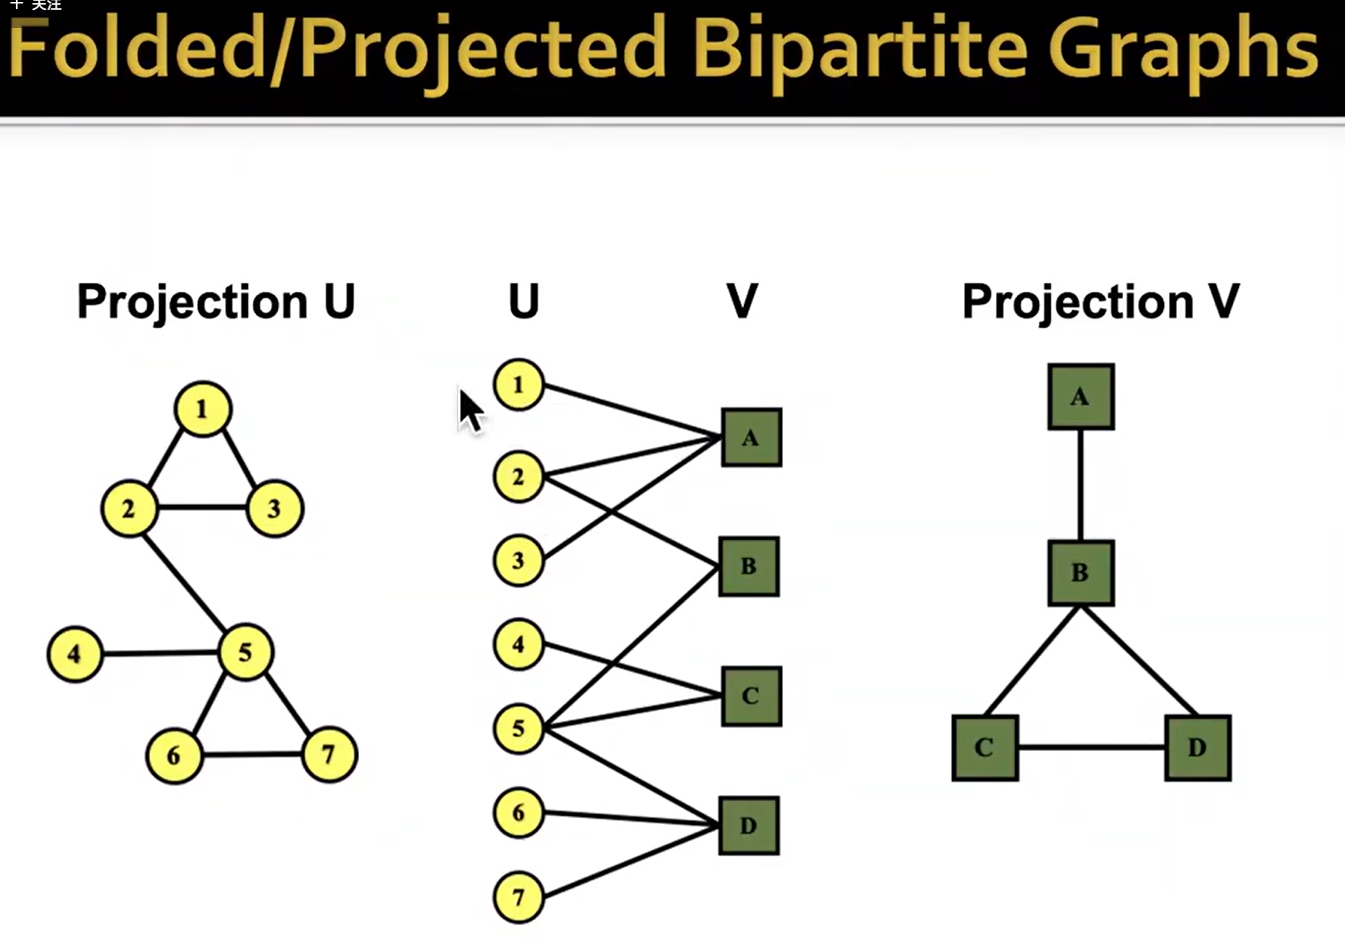 + 关注
Folded/Projected Bipartite Graphs
Projection U
U
V
Projection V
1
2
3
4
5
6
7
1
2
3
4
5
6
7
A
B
C
D
A
B
C
D